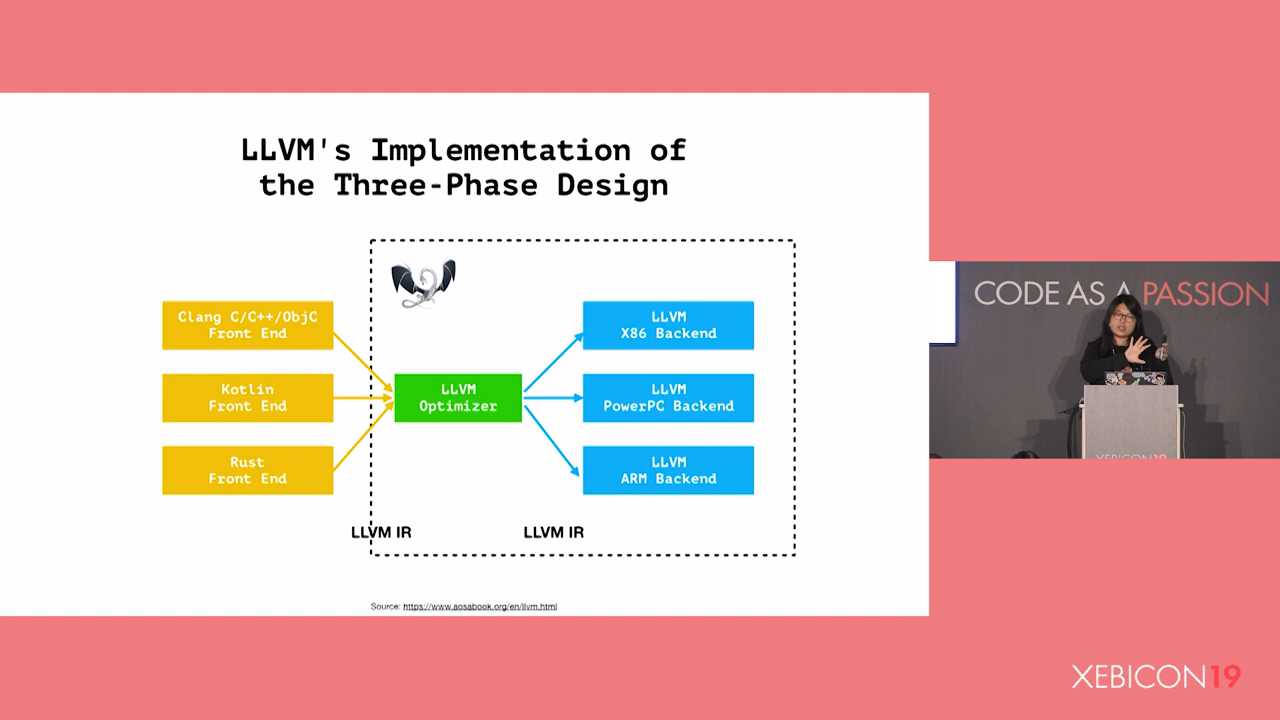 LLVM's Implementation of
the Three-Phase Design
Clang C/C++/ObjC
Front End
Kotlin
Front End
Rust
Front End
LLVM
Optimizer
LLVM
X86 Backend
LLVM
PowerPC Backend
LLVM
ARM Backend
LLVM IR
LLVM IR
Source: https://www.aosabook.org/en/llvm.html
CODE AS A PASSION
XEBICON19
XEBICON19